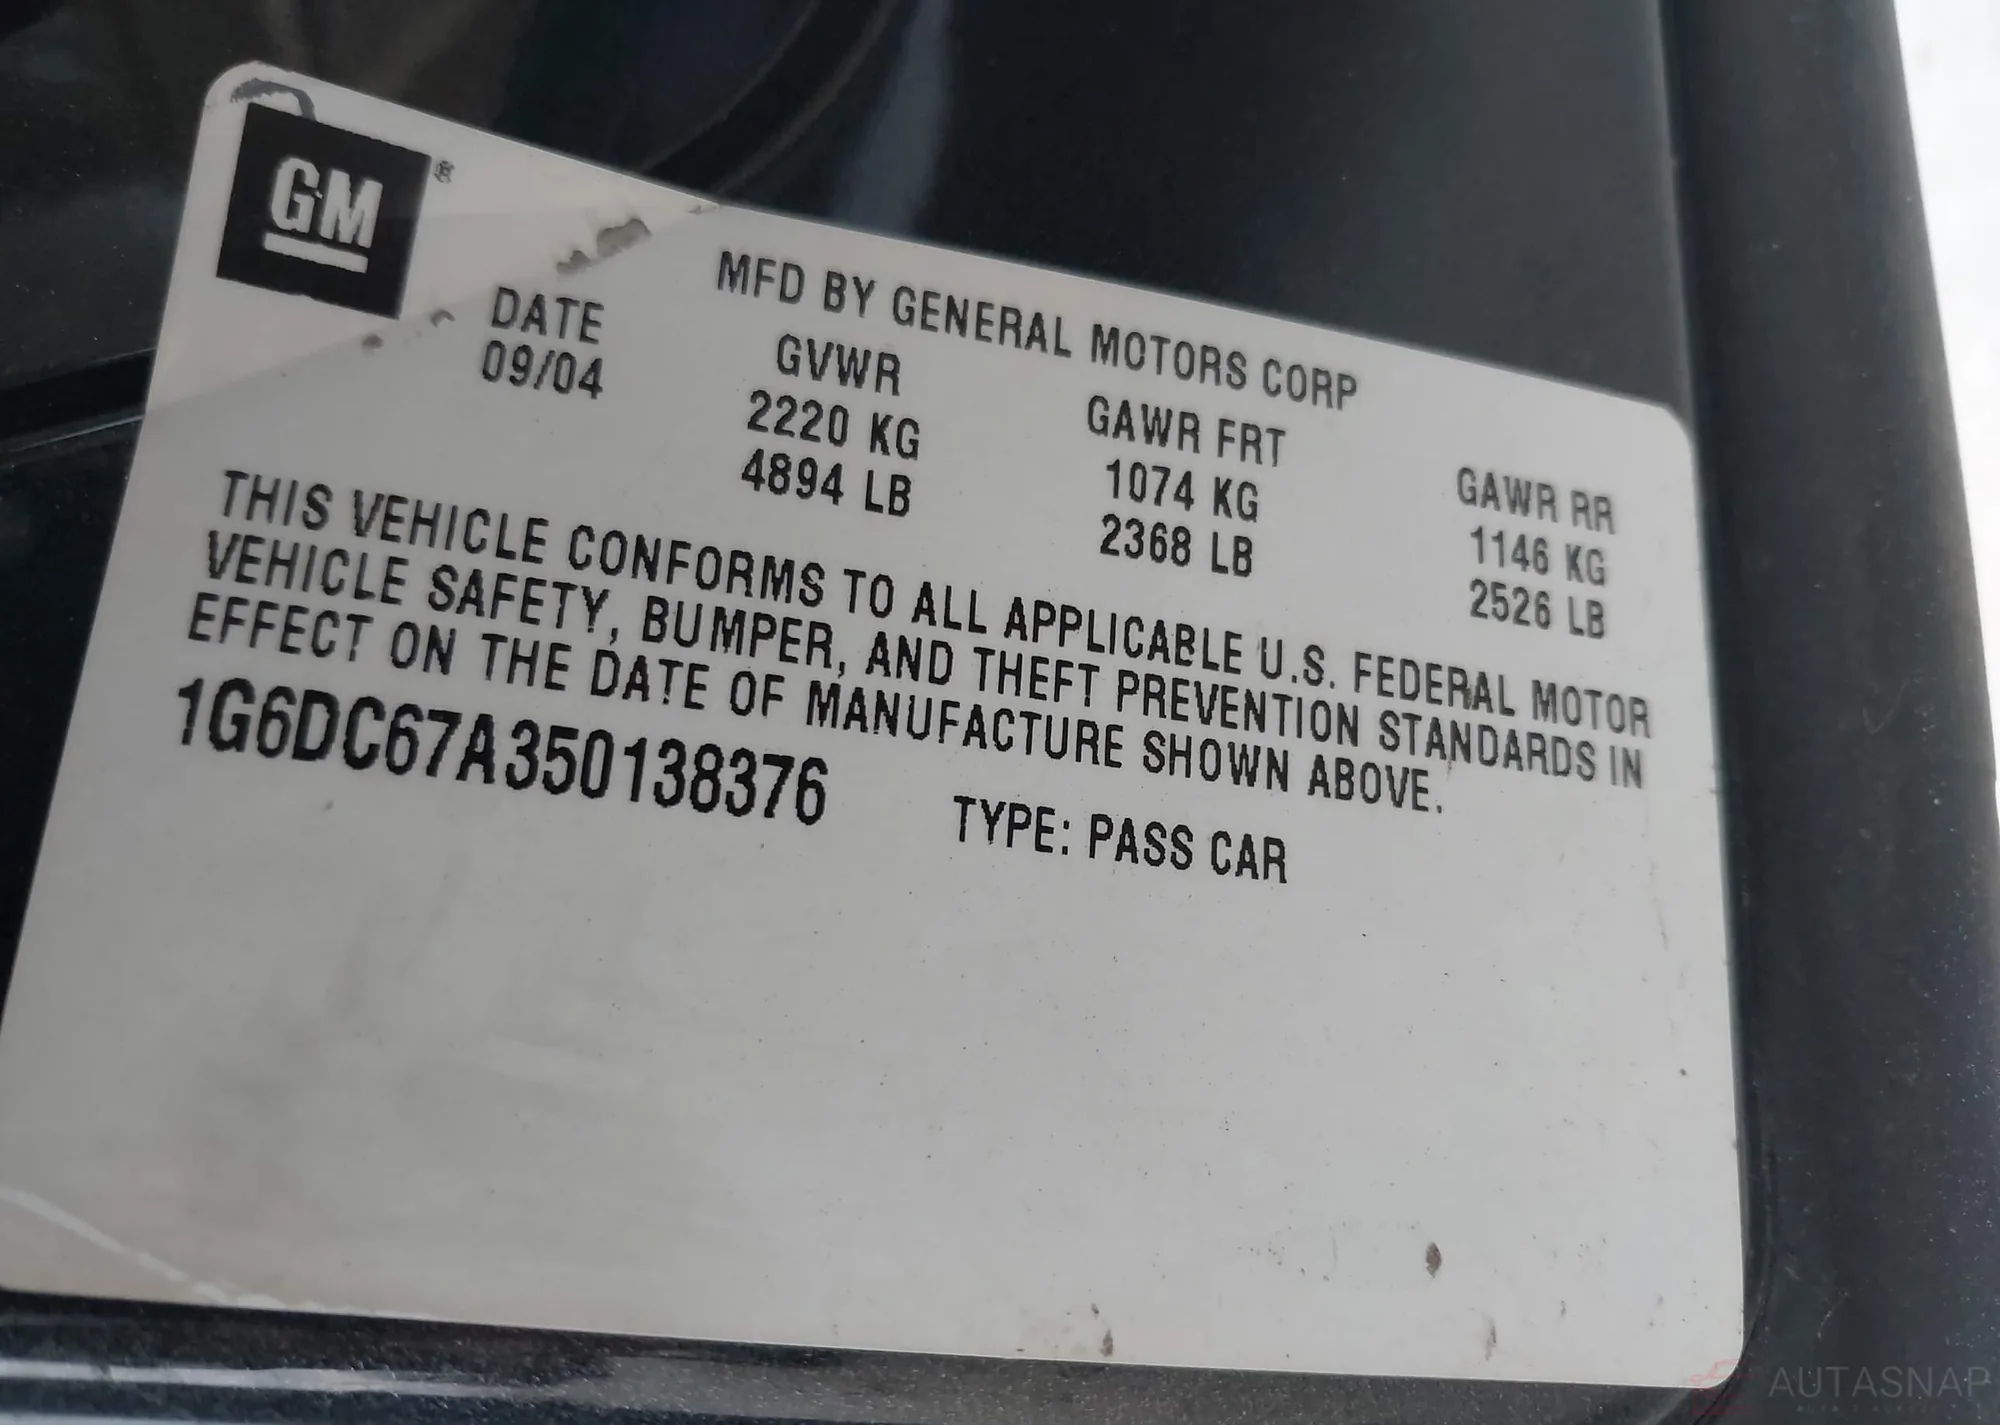 GM®
MFD BY GENERAL MOTORS CORP
DATE GVWR GAWR FRT GAWR RR
09/04 2220 KG 1074 KG 1146 KG
4894 LB 2368 LB 2526 LB
THIS VEHICLE CONFORMS TO ALL APPLICABLE U.S. FEDERAL MOTOR
VEHICLE SAFETY, BUMPER, AND THEFT PREVENTION STANDARDS IN
EFFECT ON THE DATE OF MANUFACTURE SHOWN ABOVE.
1G6DC67A350138376 TYPE: PASS CAR
AUTASNAP